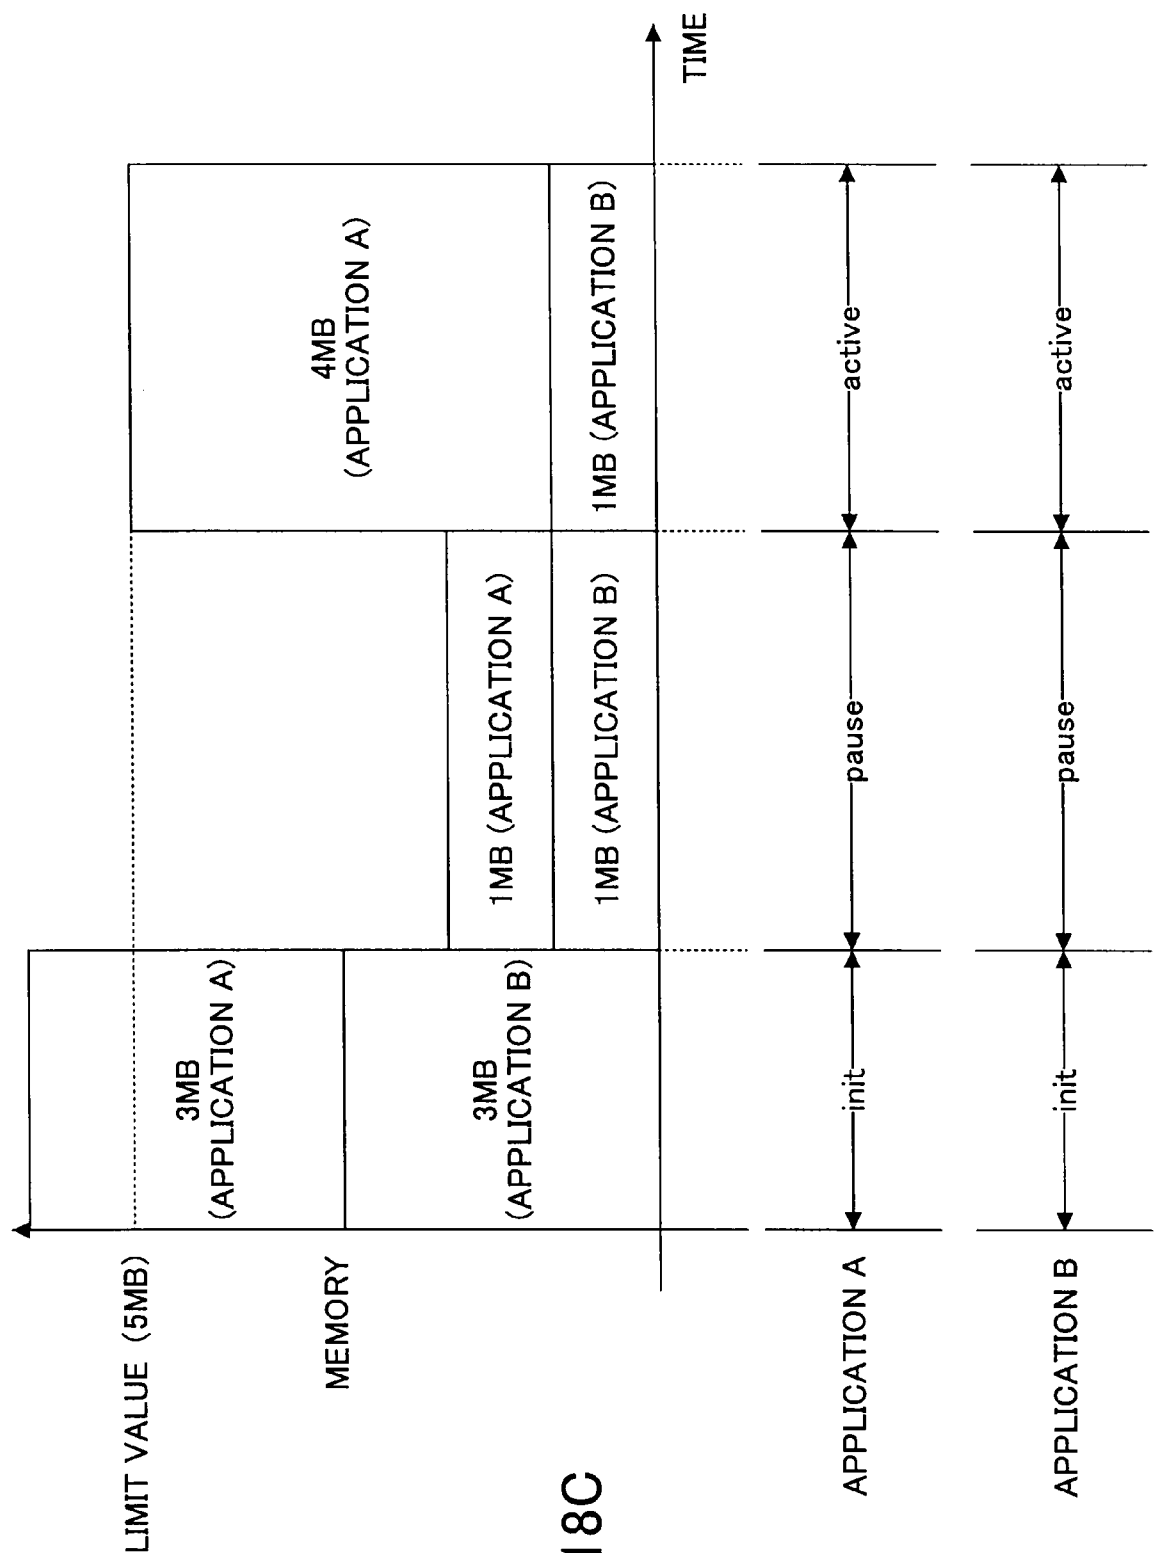 LIMIT VALUE (5MB)
MEMORY
3MB
(APPLICATION A)
3MB
(APPLICATION B)
1MB (APPLICATION A)
1MB (APPLICATION B)
4MB
(APPLICATION A)
1MB (APPLICATION B)
TIME
APPLICATION A
init
pause
active
APPLICATION B
init
pause
active
18C